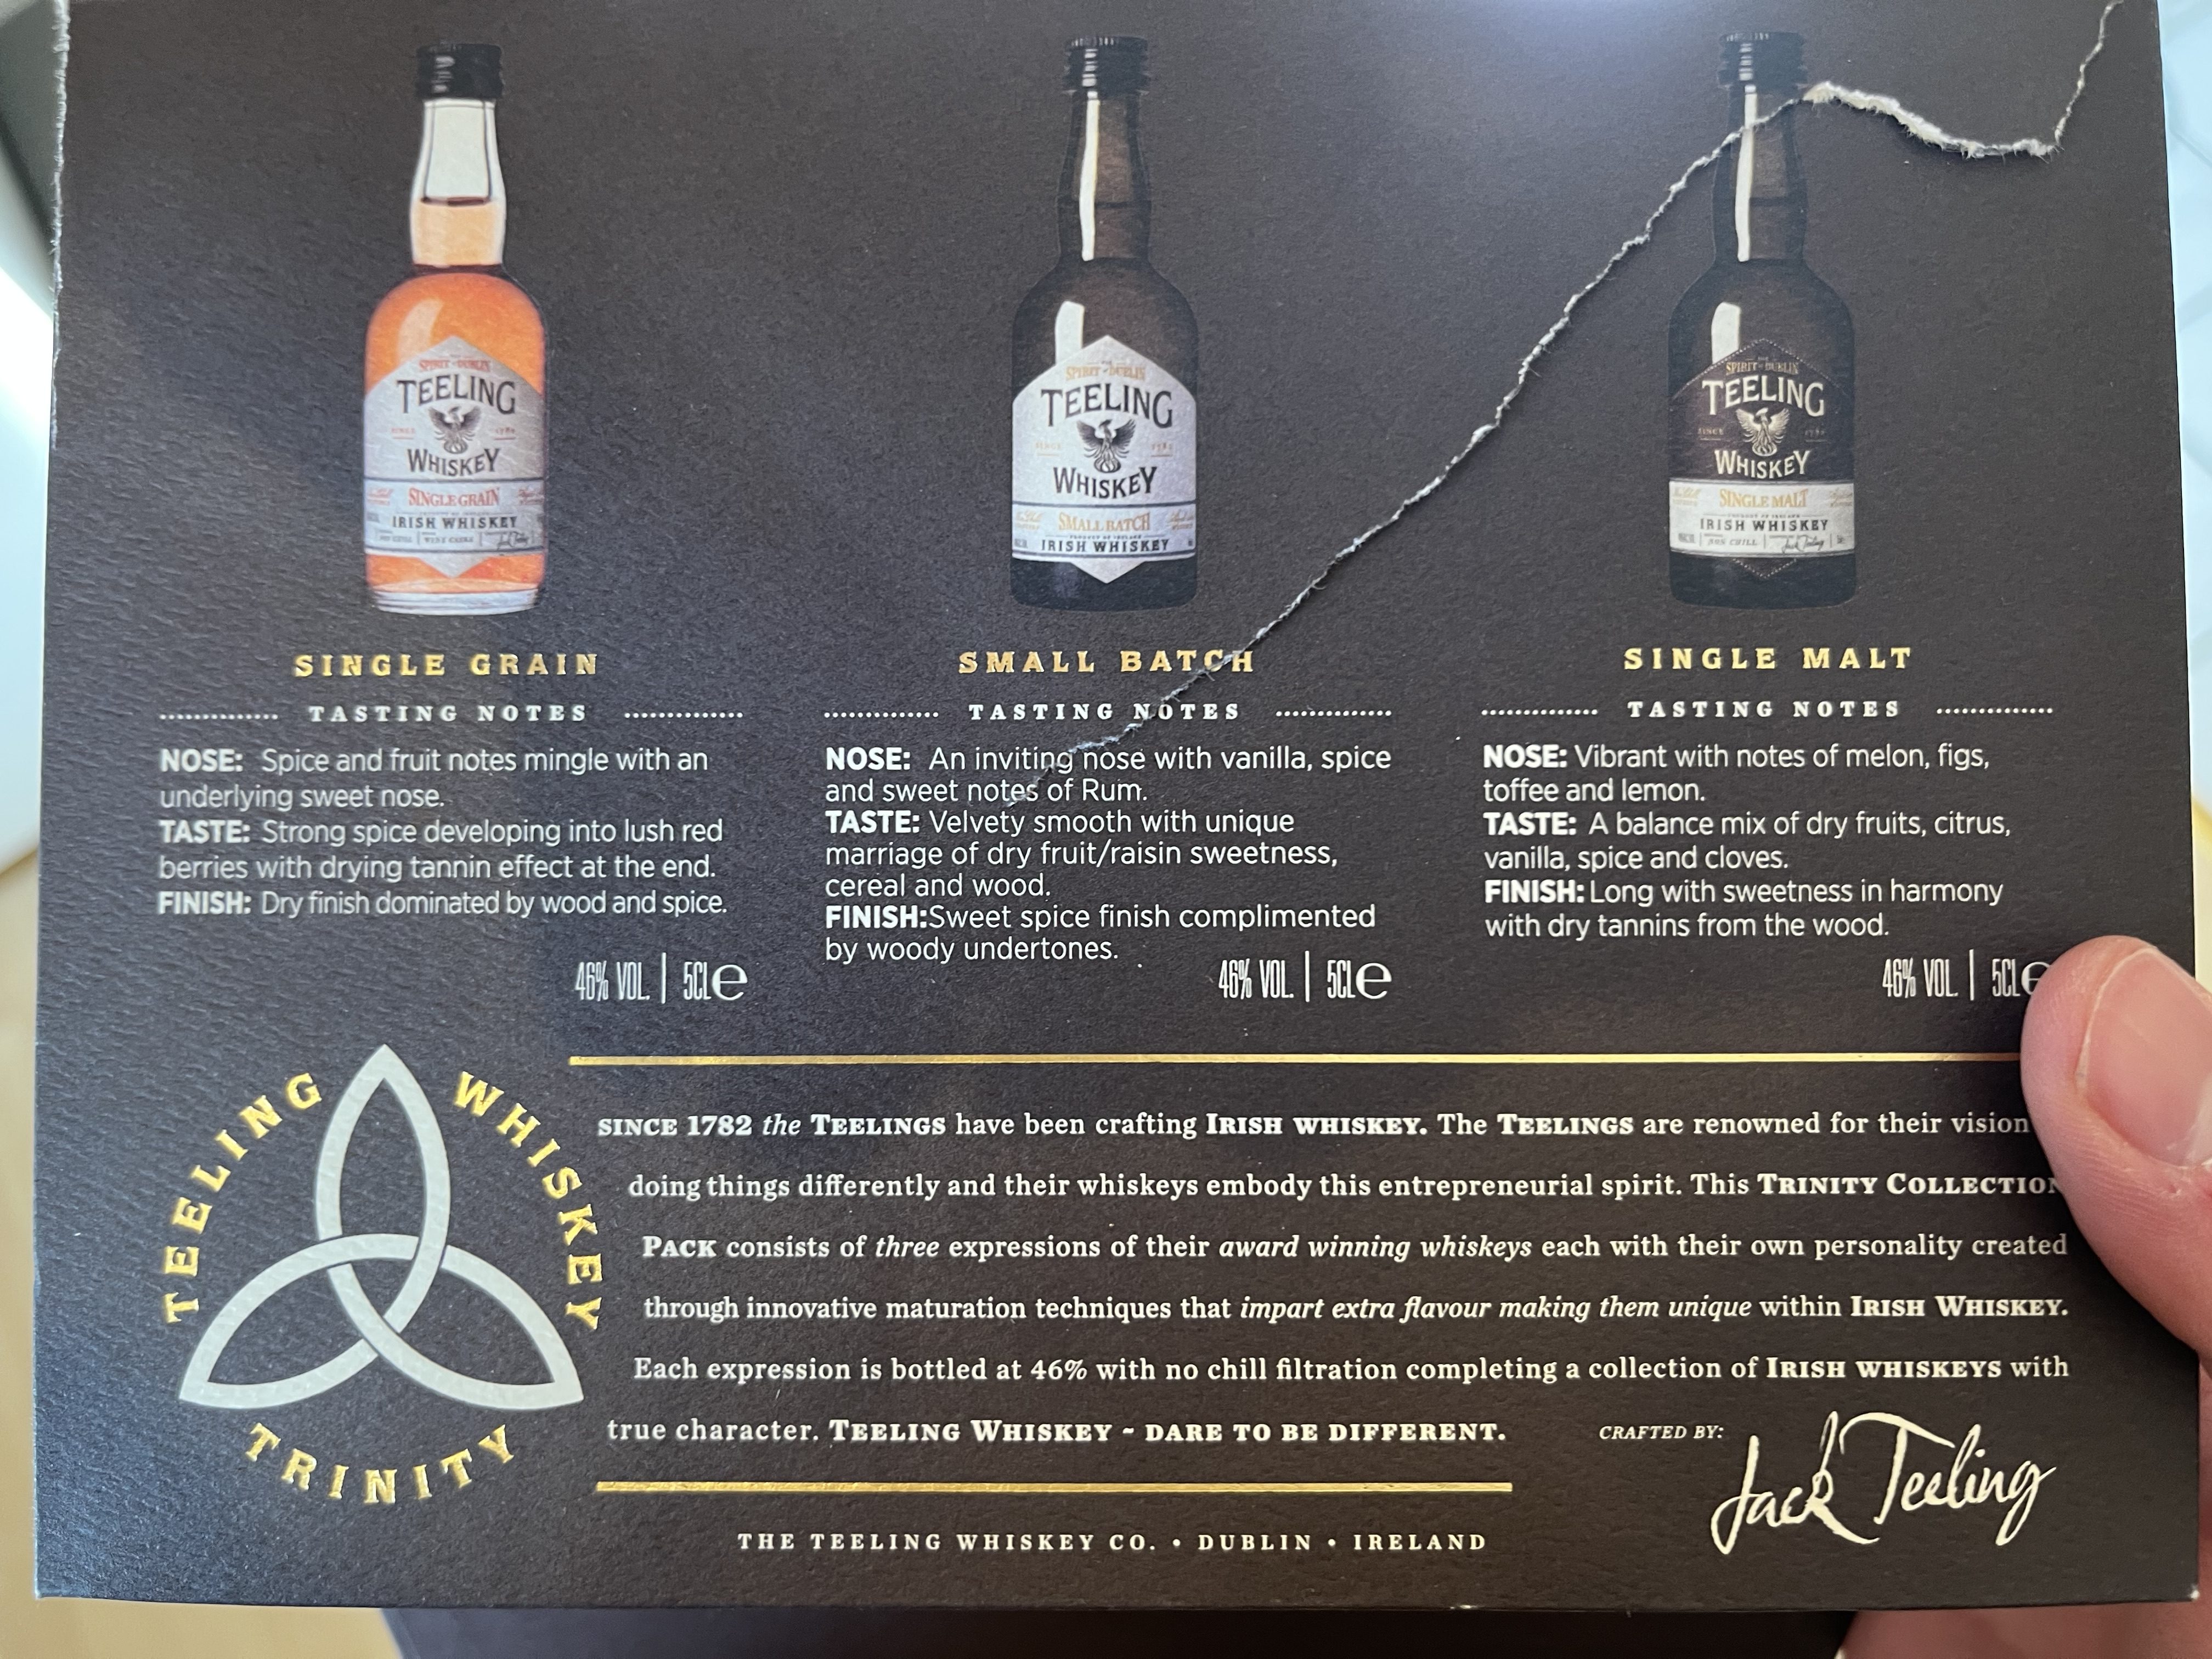 SPIRIT OF DUBLIN
TEELING
WHISKEY
SINGLE GRAIN
IRISH WHISKEY
SPIRIT OF DUBLIN
TEELING
SINCE 1782
WHISKEY
SMALL BATCH
IRISH WHISKEY
SPIRIT OF DUBLIN
TEELING
SINCE 1782
WHISKEY
SINGLE MALT
IRISH WHISKEY
SINGLE GRAIN
TASTING NOTES
NOSE: Spice and fruit notes mingle with an
underlying sweet nose.
TASTE: Strong spice developing into lush red
berries with drying tannin effect at the end.
FINISH: Dry finish dominated by wood and spice.
46% VOL. | 5CL e
SMALL BATCH
TASTING NOTES
NOSE: An inviting nose with vanilla, spice
and sweet notes of Rum.
TASTE: Velvety smooth with unique
marriage of dry fruit/raisin sweetness,
cereal and wood.
FINISH:Sweet spice finish complimented
by woody undertones.
46% VOL. | 5CL e
SINGLE MALT
TASTING NOTES
NOSE: Vibrant with notes of melon, figs,
toffee and lemon.
TASTE: A balance mix of dry fruits, citrus,
vanilla, spice and cloves.
FINISH: Long with sweetness in harmony
with dry tannins from the wood.
46% VOL. | 5CL e
TEELING WHISKEY
TRINITY
SINCE 1782 the TEELINGS have been crafting IRISH WHISKEY. The TEELINGS are renowned for their vision
doing things differently and their whiskeys embody this entrepreneurial spirit. This TRINITY COLLECTION
PACK consists of three expressions of their award winning whiskeys each with their own personality created
through innovative maturation techniques that impart extra flavour making them unique within IRISH WHISKEY.
Each expression is bottled at 46% with no chill filtration completing a collection of IRISH WHISKEYS with
true character. TEELING WHISKEY ~ DARE TO BE DIFFERENT.
CRAFTED BY: Jack Teeling
THE TEELING WHISKEY CO. • DUBLIN • IRELAND